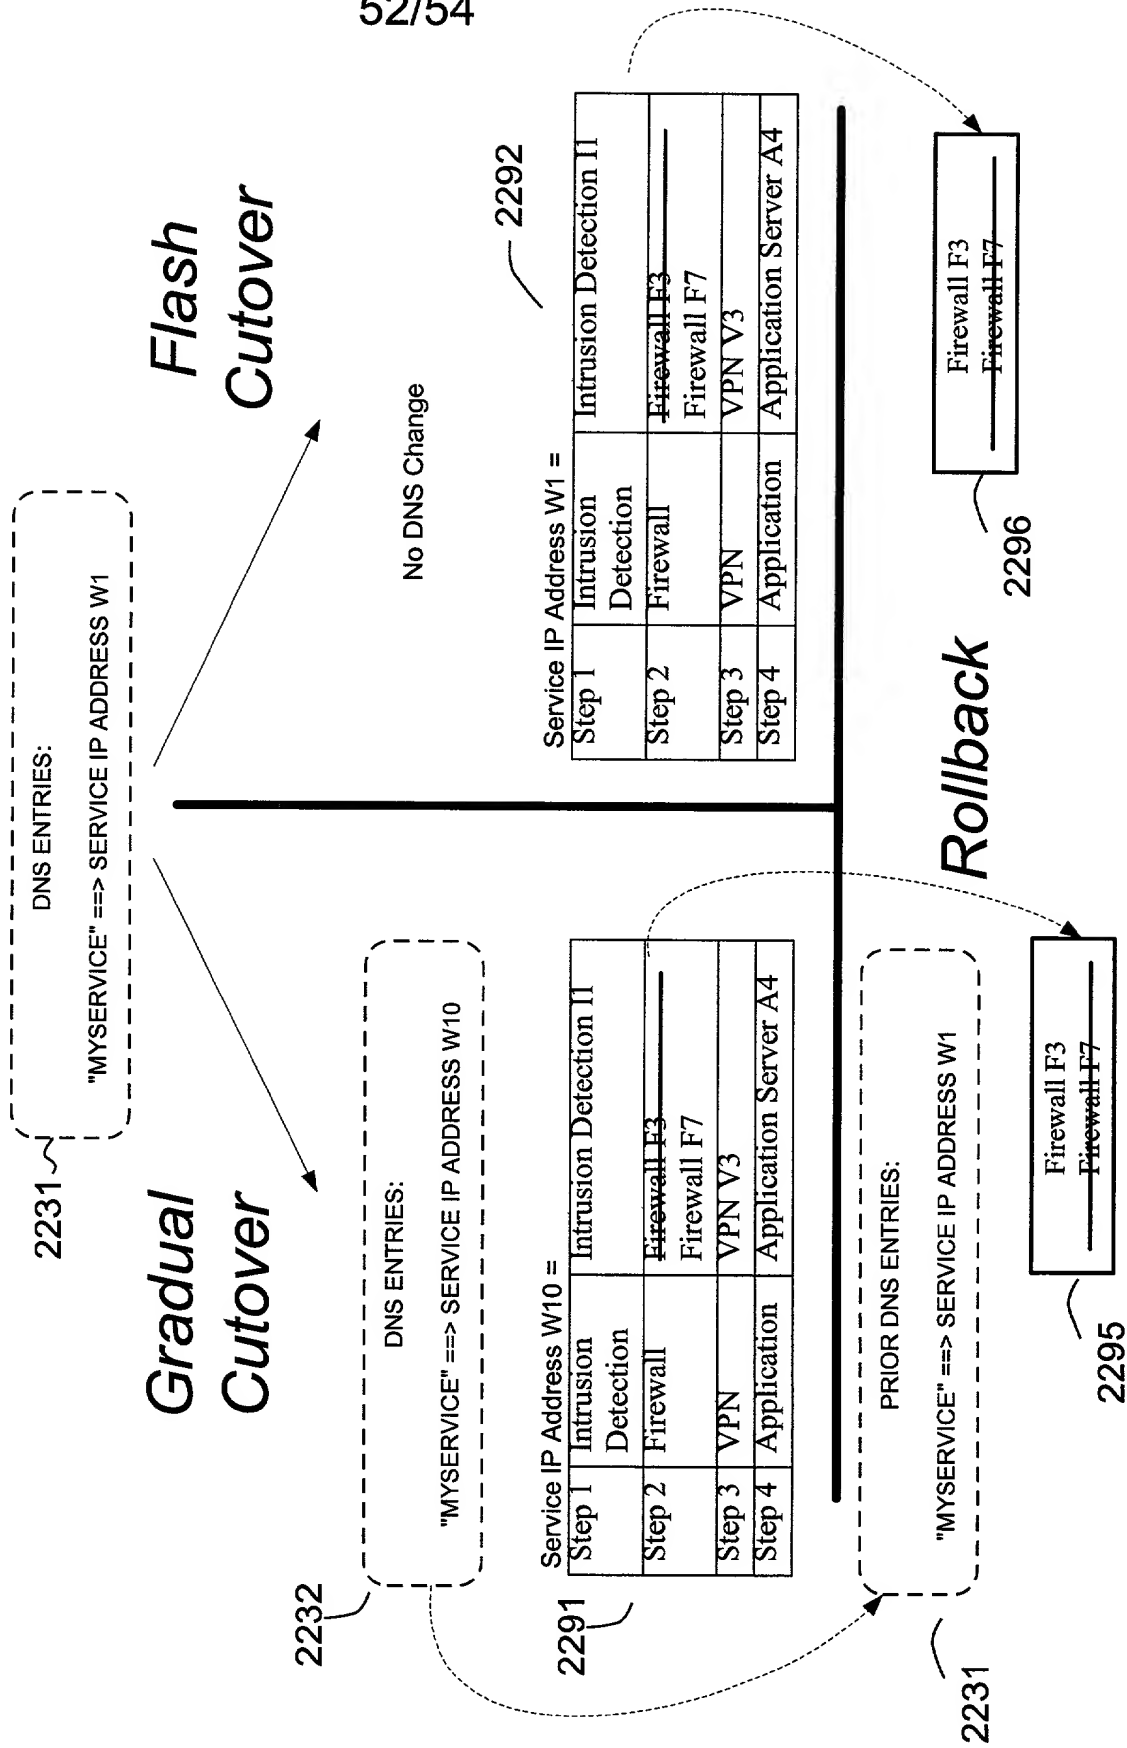 52/54
DNS ENTRIES:
"MYSERVICE" ==> SERVICE IP ADDRESS W1
2231
Gradual
Cutover
Flash
Cutover
2232
DNS ENTRIES:
"MYSERVICE" ==> SERVICE IP ADDRESS W10
No DNS Change
2291
Service IP Address W10 =
Step 1 Intrusion Detection Intrusion Detection I1
Step 2 Firewall Firewall F3
Firewall F7
Step 3 VPN VPN V3
Step 4 Application Application Server A4
2292
Service IP Address W1 =
Step 1 Intrusion Detection Intrusion Detection I1
Step 2 Firewall Firewall F3
Firewall F7
Step 3 VPN VPN V3
Step 4 Application Application Server A4
Rollback
2231
PRIOR DNS ENTRIES:
"MYSERVICE" ==> SERVICE IP ADDRESS W1
2295
Firewall F3
Firewall F7
2296
Firewall F3
Firewall F7